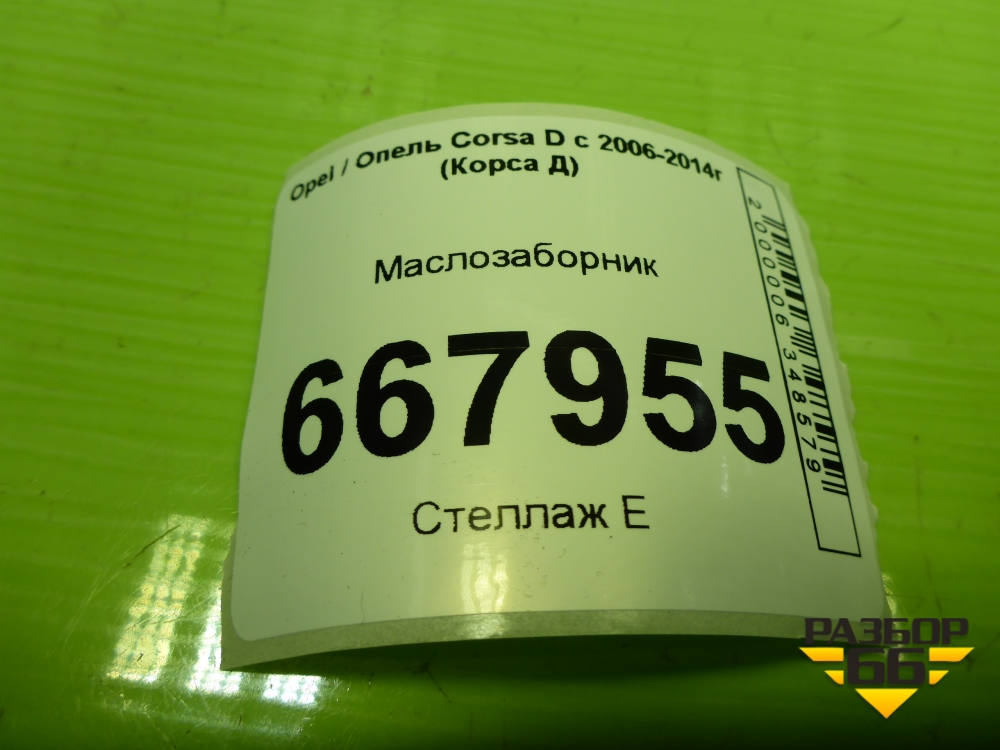 Opel / Опель Corsa D с 2006-2014г
(Корса Д)
Маслозаборник
667955
Стеллаж Е
2000006348579
РАЗБОР
66